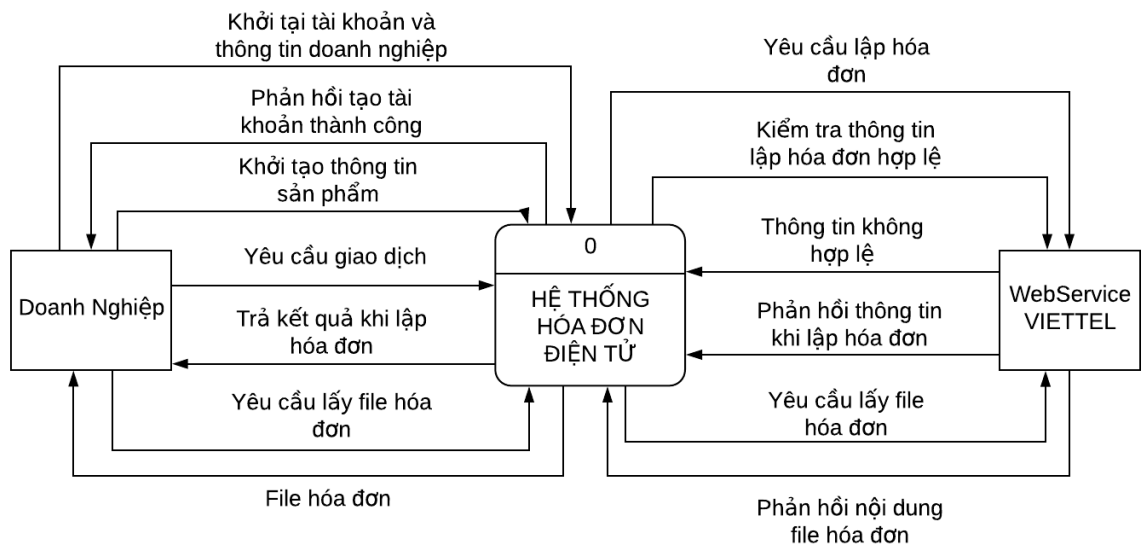 Khởi tại tài khoản và
thông tin doanh nghiệp
Phản hồi tạo tài
khoản thành công
Khởi tạo thông tin
sản phẩm
Yêu cầu giao dịch
Doanh Nghiệp
Trả kết quả khi lập
hóa đơn
Yêu cầu lấy file hóa
đơn
File hóa đơn
0
HỆ THỐNG
HÓA ĐƠN
ĐIỆN TỬ
Yêu cầu lập hóa
đơn
Kiểm tra thông tin
lập hóa đơn hợp lệ
Thông tin không
hợp lệ
WebService
VIETTEL
Phản hồi thông tin
khi lập hóa đơn
Yêu cầu lấy file
hóa đơn
Phản hồi nội dung
file hóa đơn